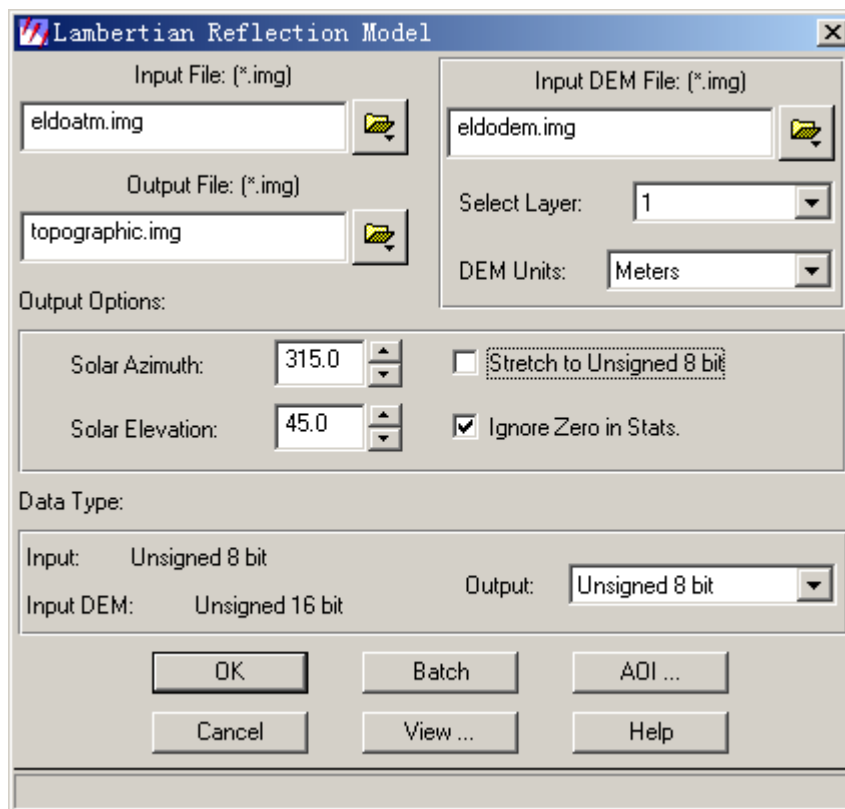 Lambertian Reflection Model
Input File: (*.img)
eldoatm.img
Output File: (*.img)
topographic.img
Input DEM File: (*.img)
eldodem.img
Select Layer: 1
DEM Units: Meters
Output Options:
Solar Azimuth: 315.0
Stretch to Unsigned 8 bit
Solar Elevation: 45.0
Ignore Zero in Stats.
Data Type:
Input: Unsigned 8 bit
Input DEM: Unsigned 16 bit
Output: Unsigned 8 bit
OK
Batch
AOI ...
Cancel
View ...
Help